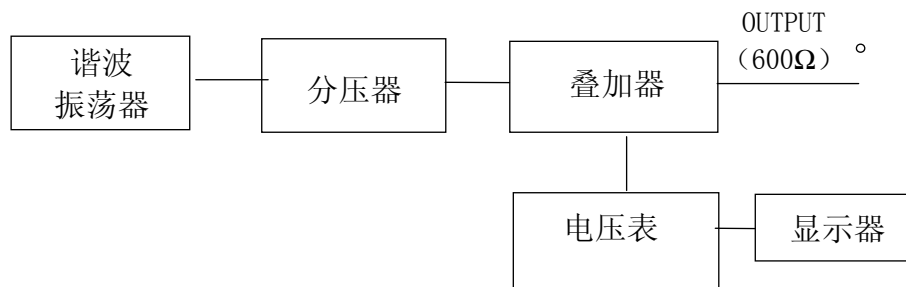 OUTPUT
（600Ω）
谐波
振荡器
分压器
叠加器
电压表
显示器